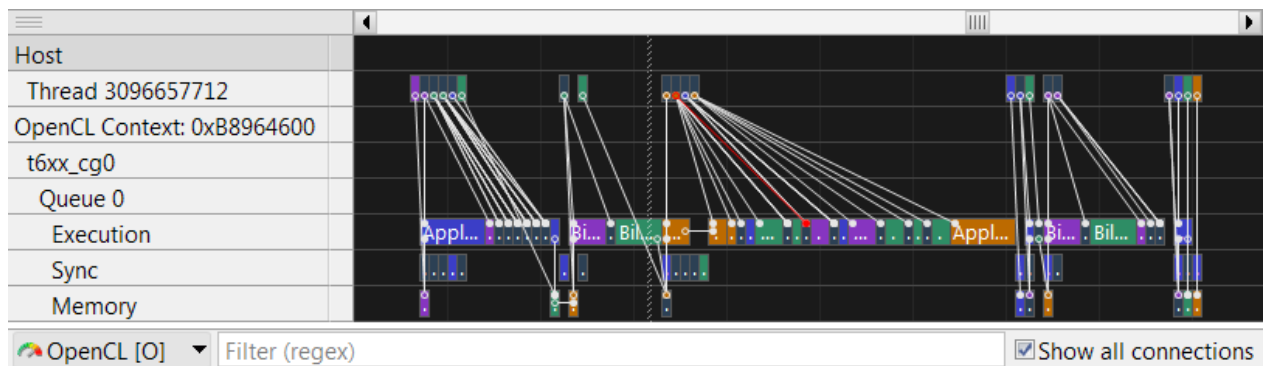 Host
Thread 3096657712
OpenCL Context: 0xB8964600
t6xx_cg0
Queue 0
Execution
Appl... Bi... Bil... ... ... ... Appl... Bi... Bil...
Sync
Memory
OpenCL [O] Filter (regex) Show all connections